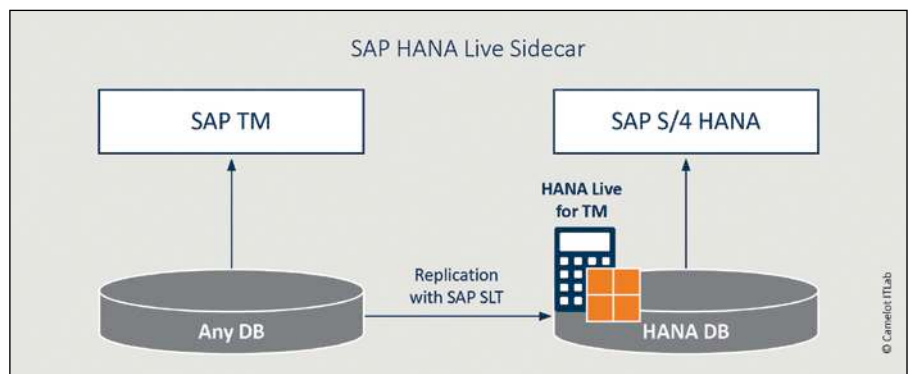 SAP HANA Live Sidecar
SAP TM
SAP S/4 HANA
HANA Live
for TM
Replication
with SAP SLT
Any DB
HANA DB
© Camelot ITLab